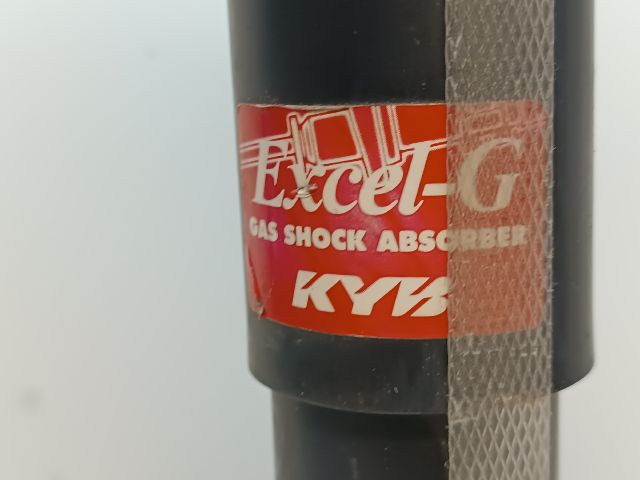 Excel-G
GAS SHOCK ABSORBER
KYB